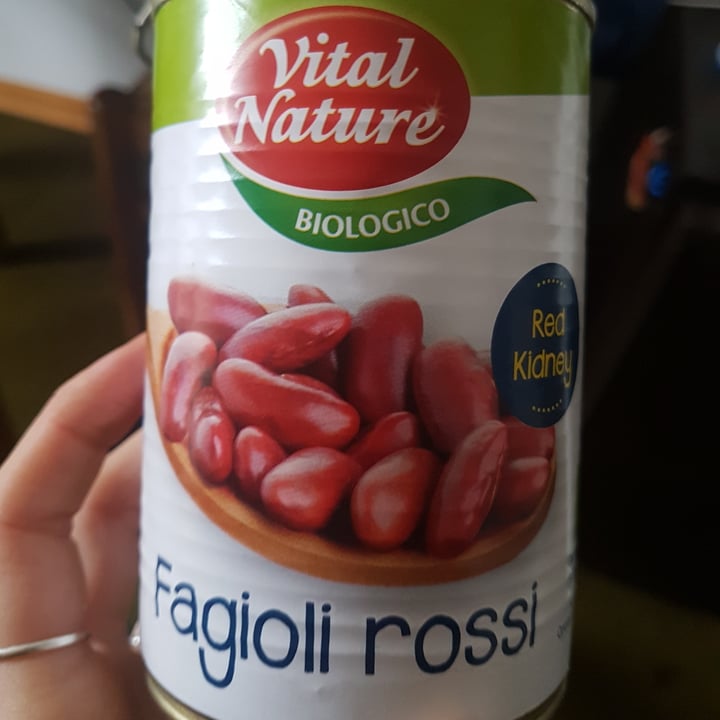 Vital
Nature
BIOLOGICO
Red
Kidney
Fagioli rossi